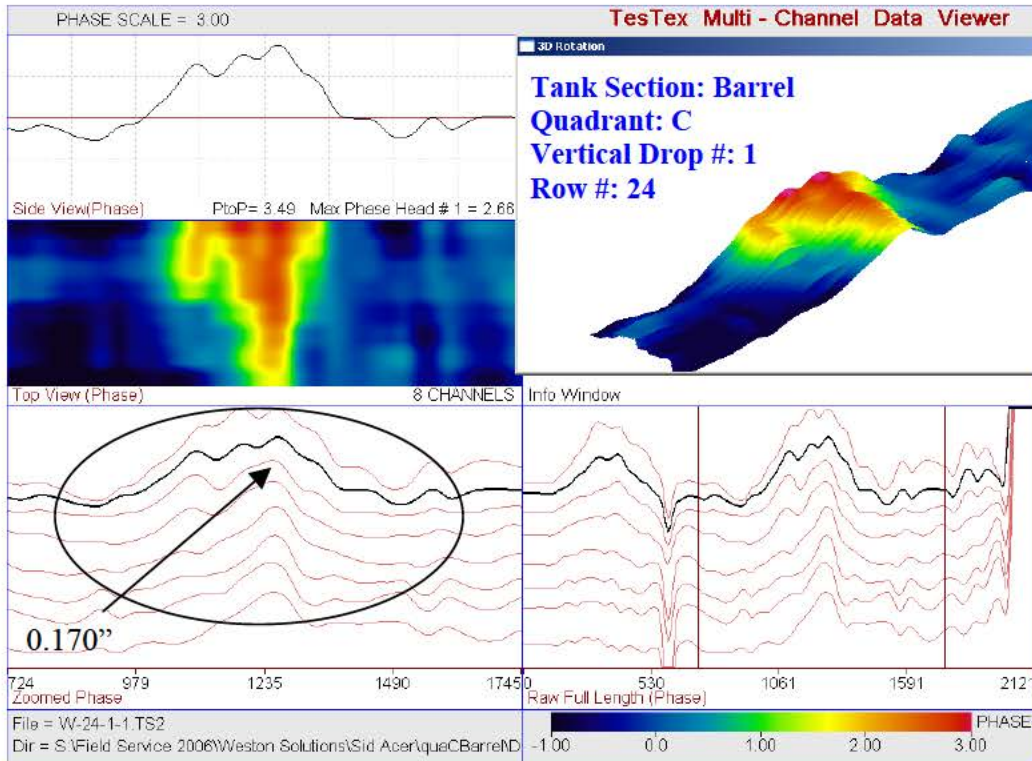 PHASE SCALE = 3.00
TesTex Multi - Channel Data Viewer
3D Rotation
Tank Section: Barrel
Quadrant: C
Vertical Drop #: 1
Row #: 24
Side View(Phase) PtoP= 3.49 Max Phase Head # 1 = 2.66
Top View (Phase) 8 CHANNELS
Info Window
0.170”
724 979 1235 1490 1745
Zoomed Phase
0 530 1061 1591 212
Raw Full Length (Phase)
File = W-24-1-1.TS2
Dir = S:\Field Service 2006\Weston Solutions\Sid Acer\quaCBarrel\D
PHASE
-1.00 0.0 1.00 2.00 3.00